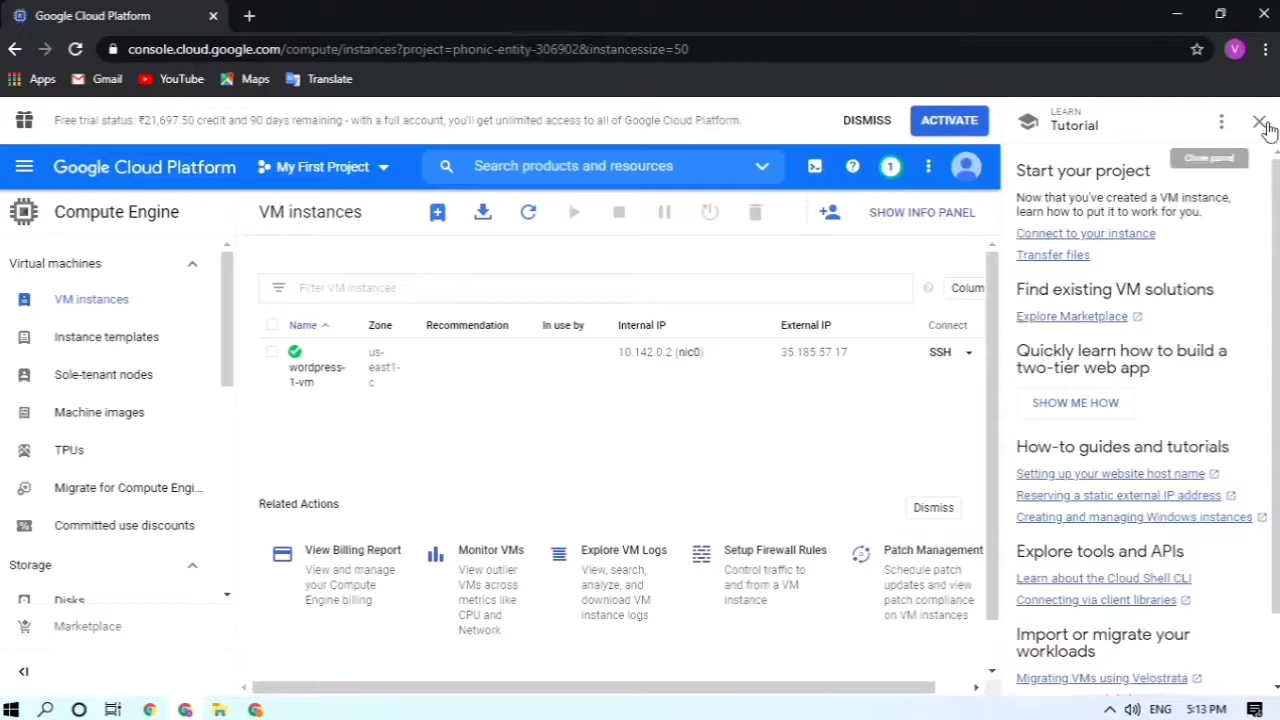 Google Cloud Platform
console.cloud.google.com/compute/instances?project=phonic-entity-306902&instancessize=50
V
Apps
Gmail
YouTube
Maps
Translate
Free trial status: ₹21,697.50 credit and 90 days remaining - with a full account, you'll get unlimited access to all of Google Cloud Platform.
DISMISS
ACTIVATE
LEARN
Tutorial
Close panel
Google Cloud Platform
My First Project
Search products and resources
1
Compute Engine
VM instances
SHOW INFO PANEL
Virtual machines
VM instances
Instance templates
Sole-tenant nodes
Machine images
TPUs
Migrate for Compute Engi...
Committed use discounts
Storage
Disks
Marketplace
Filter VM instances
Colum
Name
Zone
Recommendation
In use by
Internal IP
External IP
Connect
wordpress-
1-vm
us-
east1-
c
10.142.0.2 (nic0)
35.185.57.17
SSH
Related Actions
Dismiss
View Billing Report
View and manage
your Compute
Engine billing
Monitor VMs
View outlier
VMs across
metrics like
CPU and
Network
Explore VM Logs
View, search,
analyze, and
download VM
instance logs
Setup Firewall Rules
Control traffic to
and from a VM
instance
Patch Management
Schedule patch
updates and view
patch compliance
on VM instances
Start your project
Now that you've created a VM instance,
learn how to put it to work for you.
Connect to your instance
Transfer files
Find existing VM solutions
Explore Marketplace
Quickly learn how to build a
two-tier web app
SHOW ME HOW
How-to guides and tutorials
Setting up your website host name
Reserving a static external IP address
Creating and managing Windows instances
Explore tools and APIs
Learn about the Cloud Shell CLI
Connecting via client libraries
Import or migrate your
workloads
Migrating VMs using Velostrata
ENG
5:13 PM